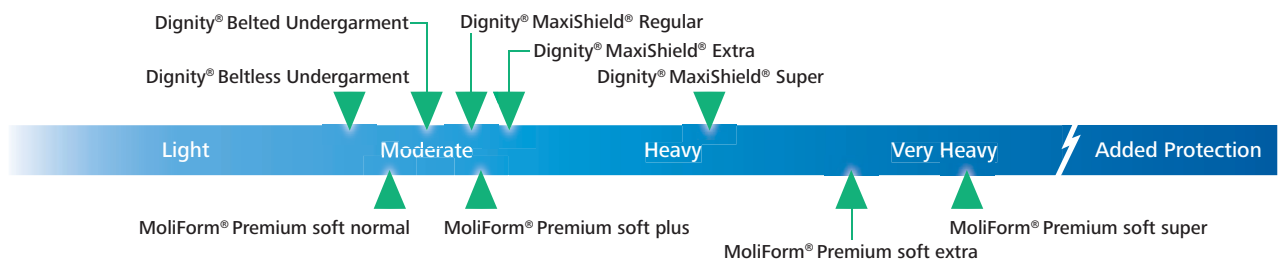 Dignity® Belted Undergarment
Dignity® MaxiShield® Regular
Dignity® MaxiShield® Extra
Dignity® Beltless Undergarment
Dignity® MaxiShield® Super
Light
Moderate
Heavy
Very Heavy
Added Protection
MoliForm® Premium soft normal
MoliForm® Premium soft plus
MoliForm® Premium soft extra
MoliForm® Premium soft super